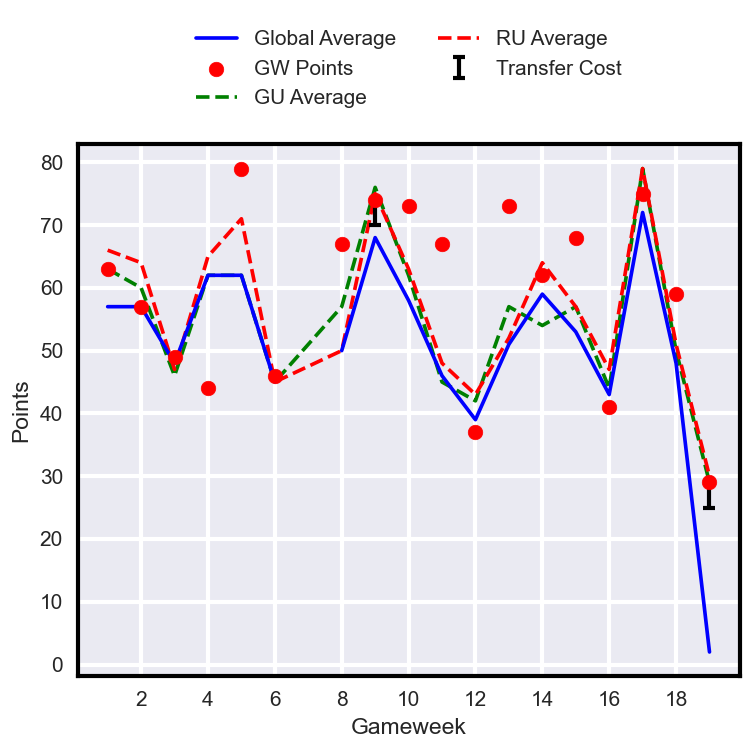 Global Average
GW Points
GU Average
RU Average
Transfer Cost
80
70
60
50
40
30
20
10
0
Points
2 4 6 8 10 12 14 16 18
Gameweek